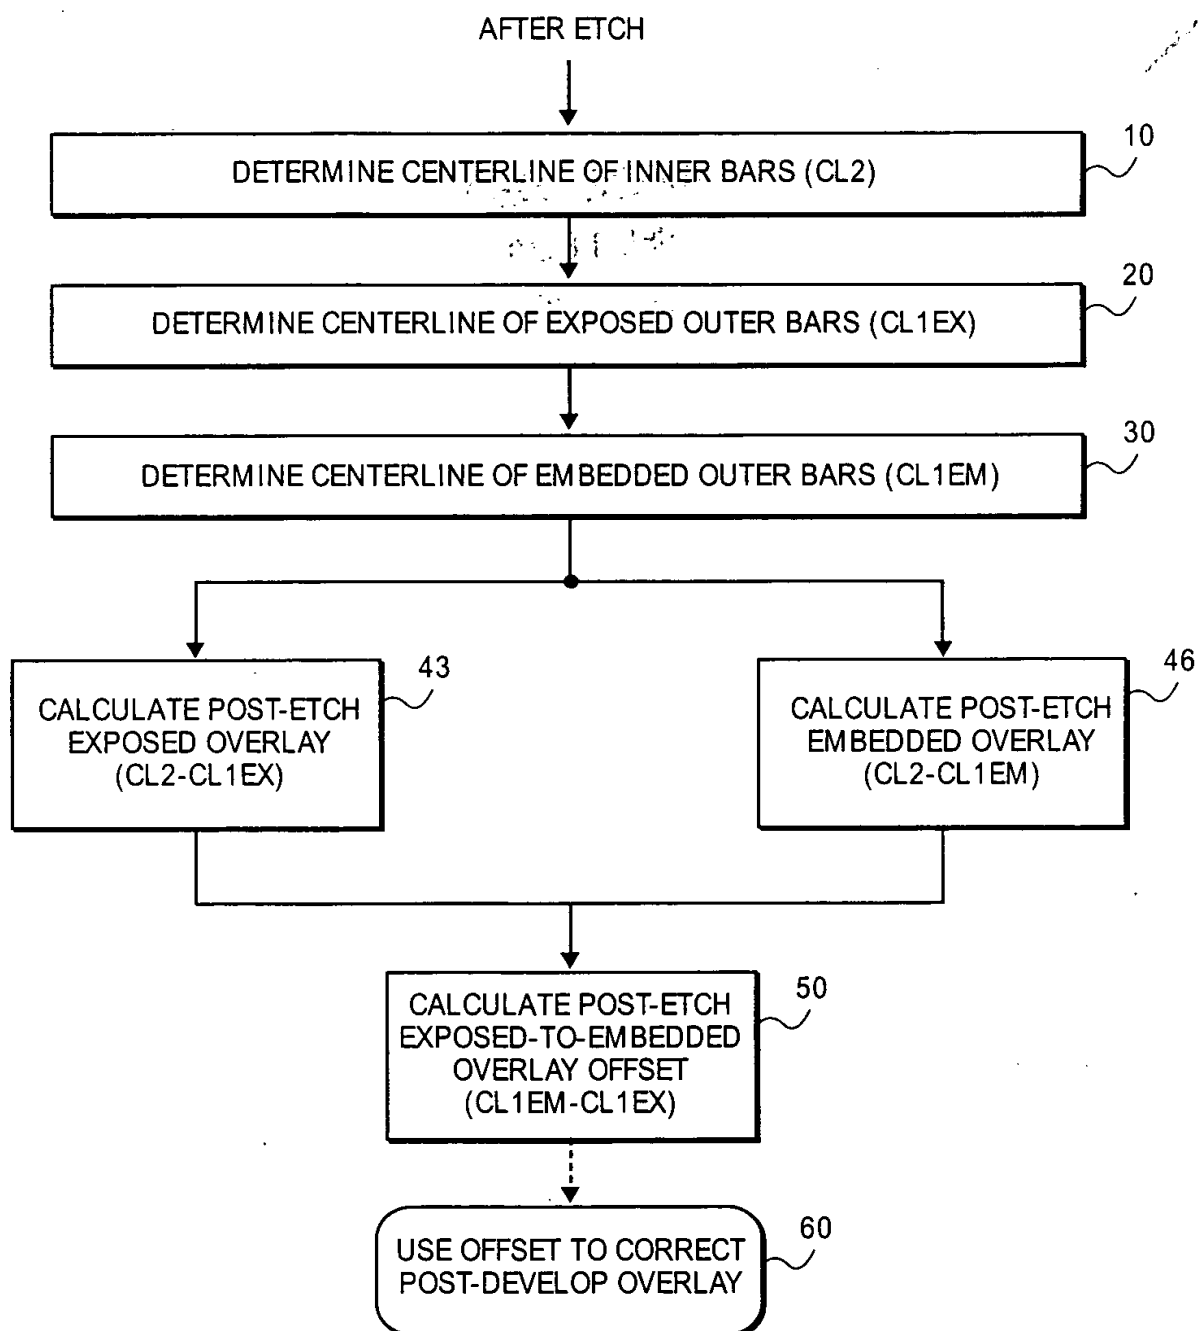 AFTER ETCH
10
DETERMINE CENTERLINE OF INNER BARS (CL2)
20
DETERMINE CENTERLINE OF EXPOSED OUTER BARS (CL1EX)
30
DETERMINE CENTERLINE OF EMBEDDED OUTER BARS (CL1EM)
43
CALCULATE POST-ETCH
EXPOSED OVERLAY
(CL2-CL1EX)
46
CALCULATE POST-ETCH
EMBEDDED OVERLAY
(CL2-CL1EM)
50
CALCULATE POST-ETCH
EXPOSED-TO-EMBEDDED
OVERLAY OFFSET
(CL1EM-CL1EX)
60
USE OFFSET TO CORRECT
POST-DEVELOP OVERLAY